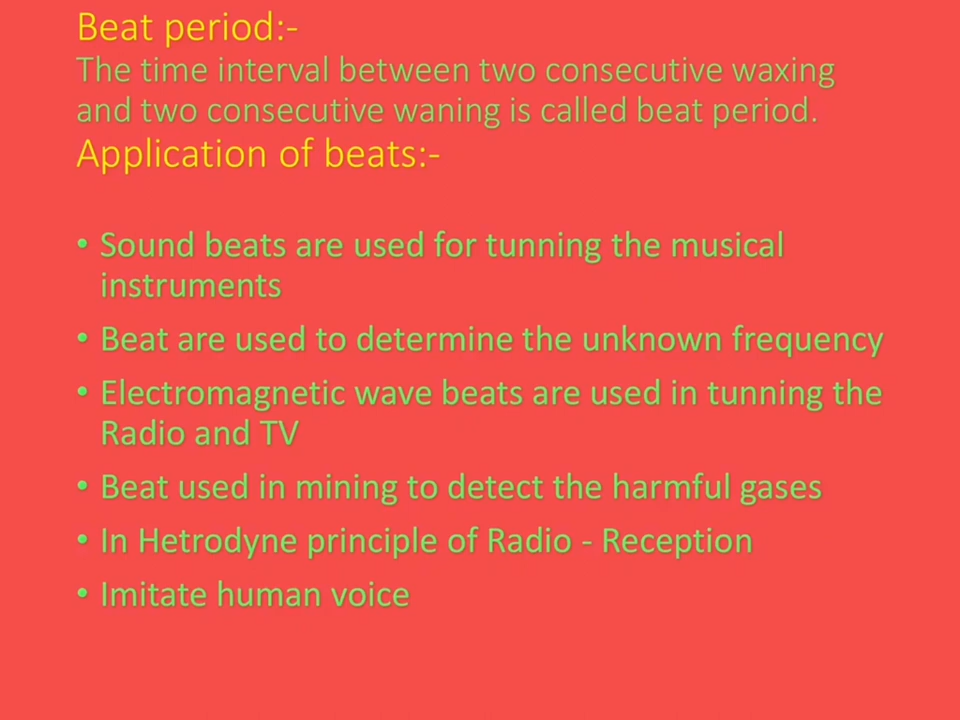 Beat period:-
The time interval between two consecutive waxing
and two consecutive waning is called beat period.
Application of beats:-
• Sound beats are used for tunning the musical
instruments
• Beat are used to determine the unknown frequency
• Electromagnetic wave beats are used in tunning the
Radio and TV
• Beat used in mining to detect the harmful gases
• In Hetrodyne principle of Radio - Reception
• Imitate human voice